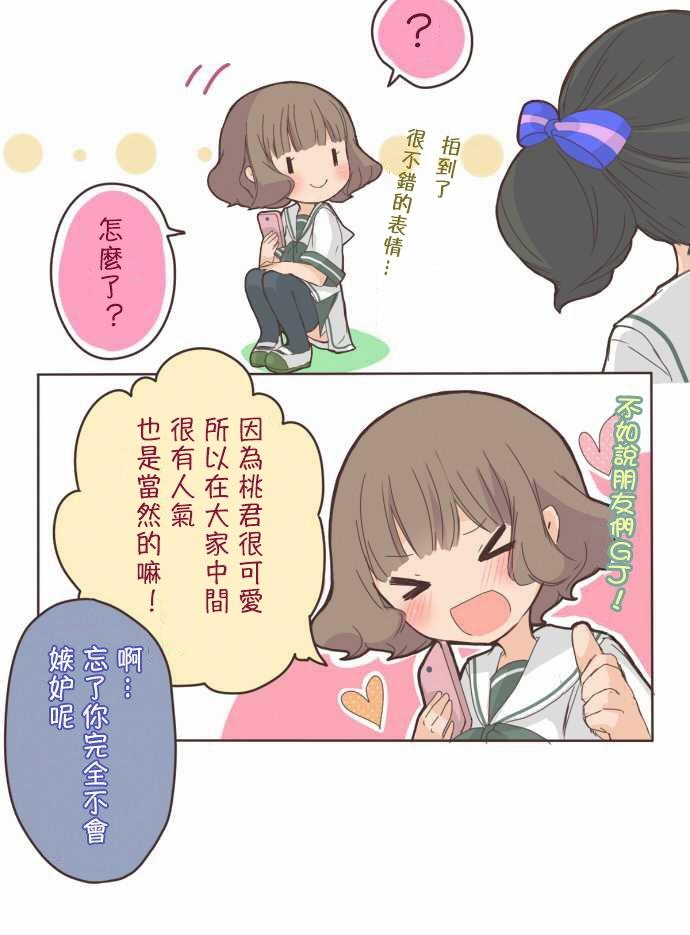 ?
拍到了
很不錯的表情…
怎麼了?
不如說朋友們GJ!
因為桃君很可愛
所以在大家中間
很有人氣
也是當然的嘛!
啊…
忘了你完全不會
嫉妒呢